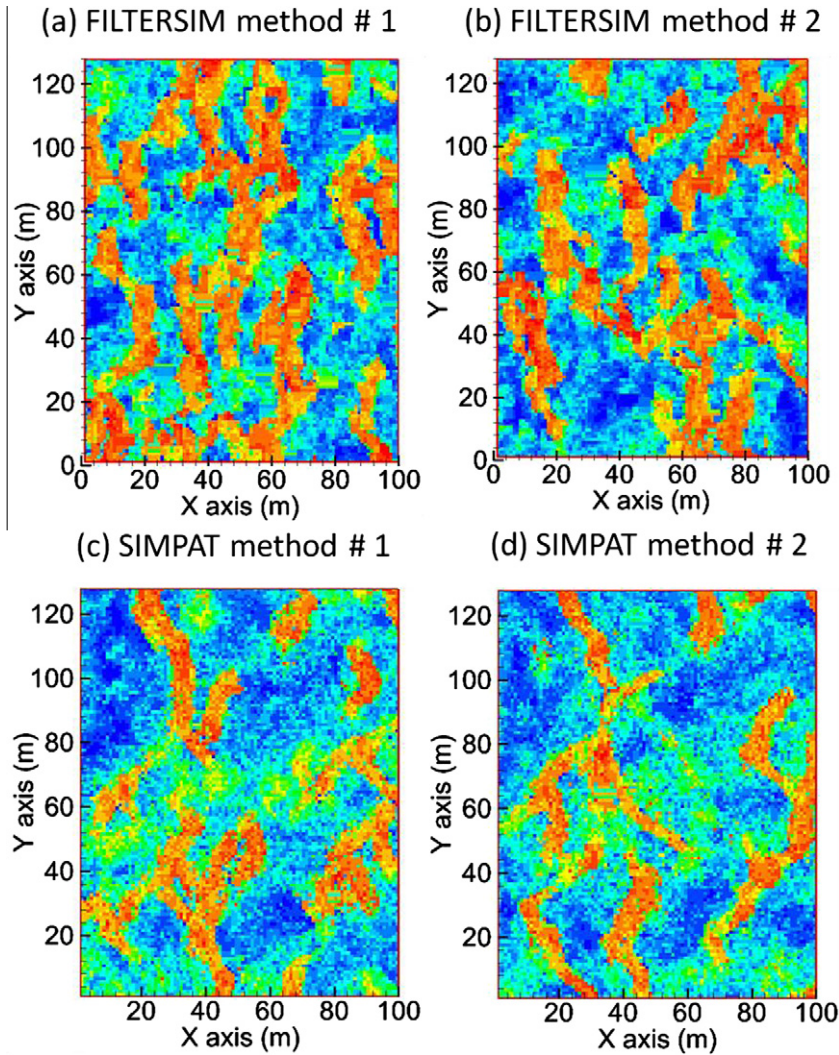 (a) FILTERSIM method # 1
(b) FILTERSIM method # 2
120
100
80
60
40
20
0
Y axis (m)
0 20 40 60 80 100
X axis (m)
120
100
80
60
40
20
0
Y axis (m)
0 20 40 60 80 100
X axis (m)
(c) SIMPAT method # 1
(d) SIMPAT method # 2
120
100
80
60
40
20
Y axis (m)
20 40 60 80 100
X axis (m)
120
100
80
60
40
20
Y axis (m)
20 40 60 80 100
X axis (m)